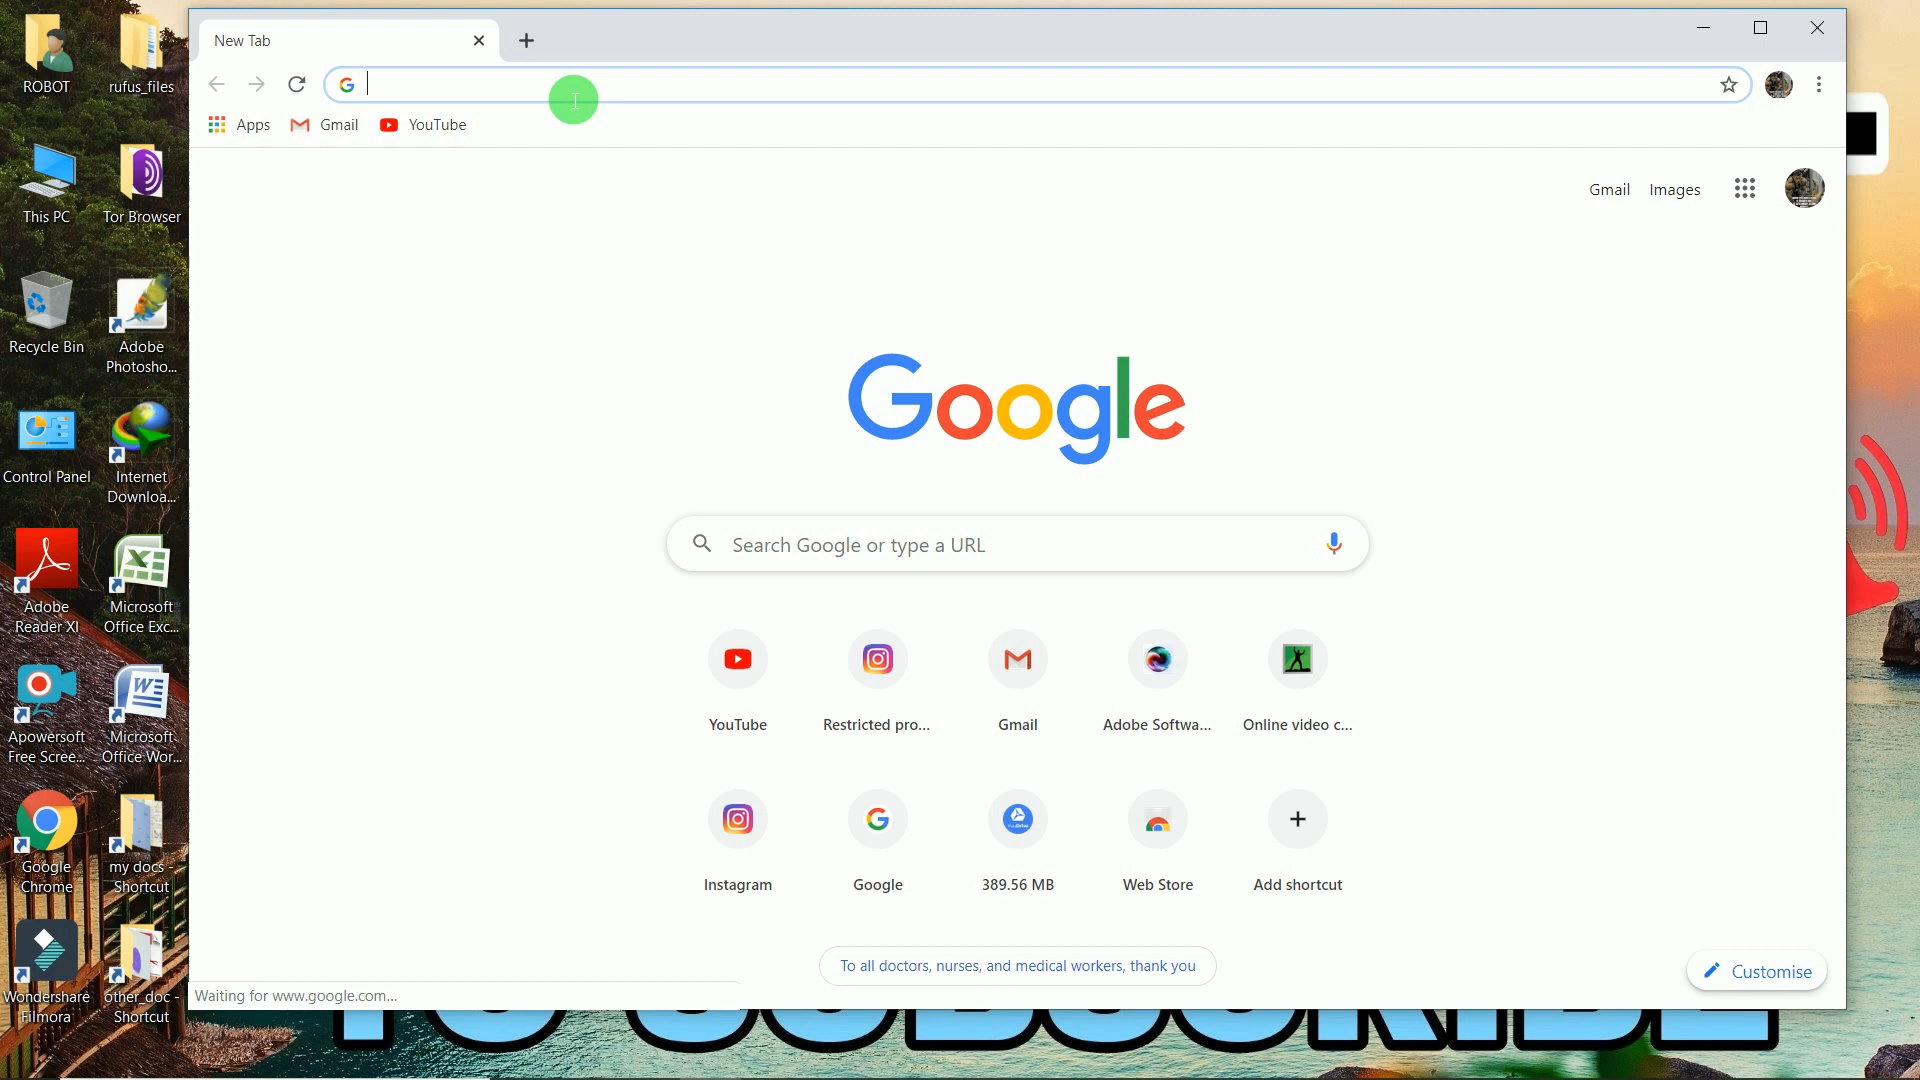 New Tab
Apps
Gmail
YouTube
Gmail
Images
Google
Search Google or type a URL
YouTube
Restricted pro...
Gmail
Adobe Softwa...
Online video c...
Instagram
Google
389.56 MB
Web Store
Add shortcut
To all doctors, nurses, and medical workers, thank you
Customise
Waiting for www.google.com...
ROBOT
rufus_files
This PC
Tor Browser
Recycle Bin
Adobe
Photosho...
Control Panel
Internet
Downloa...
Adobe
Reader XI
Microsoft
Office Exc...
Apowersoft
Free Scree...
Microsoft
Office Wor...
Google
Chrome
my docs -
Shortcut
Wondershare
Filmora
other_doc -
Shortcut
TO SUBSCRIBE